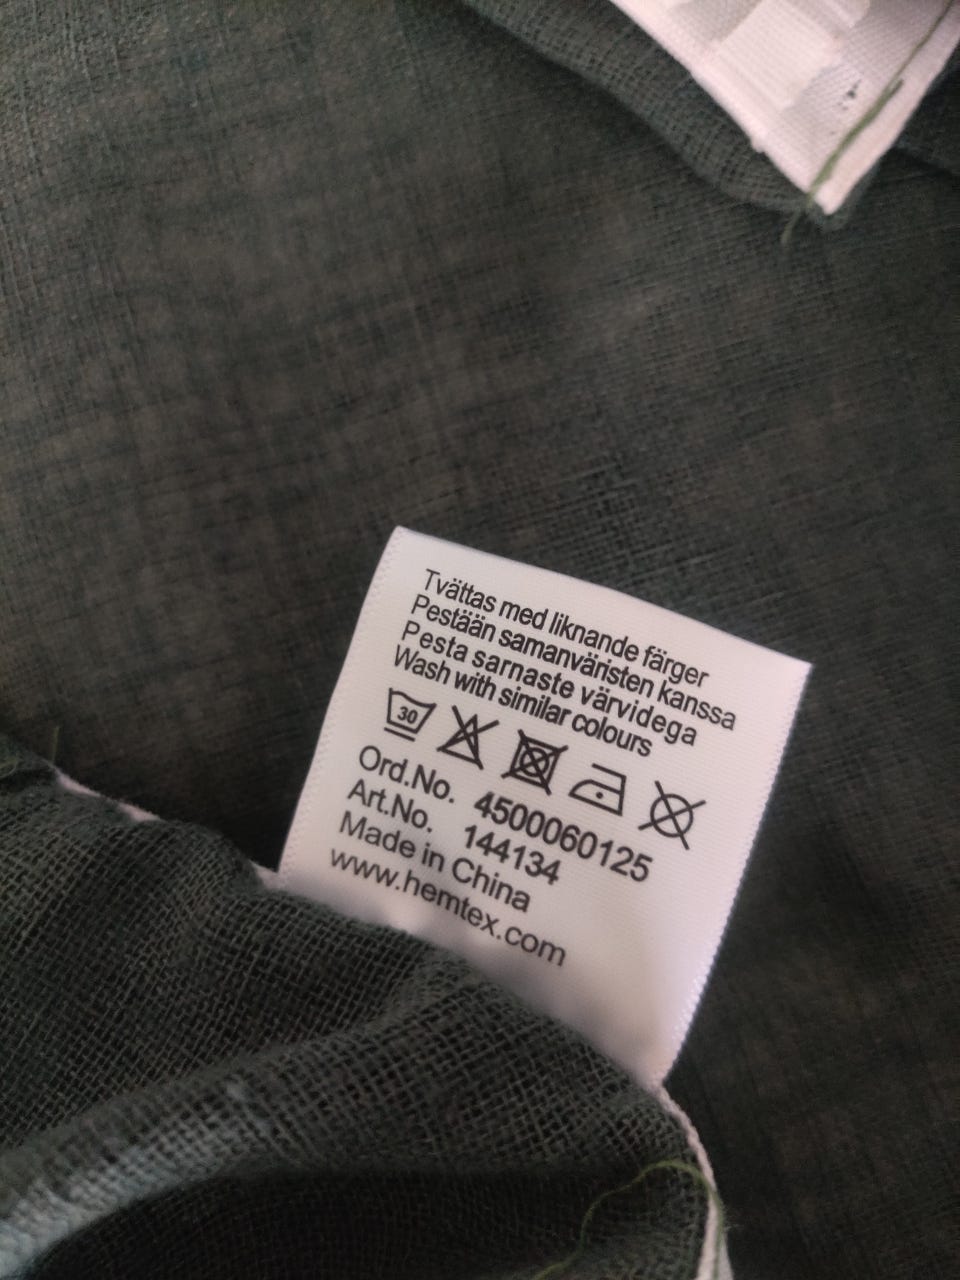 Tvättas med liknande färger
Pestään samanväristen kanssa
Pesta sarnaste värvidega
Wash with similar colours
30
Ord.No. 4500060125
Art.No. 144134
Made in China
www.hemtex.com